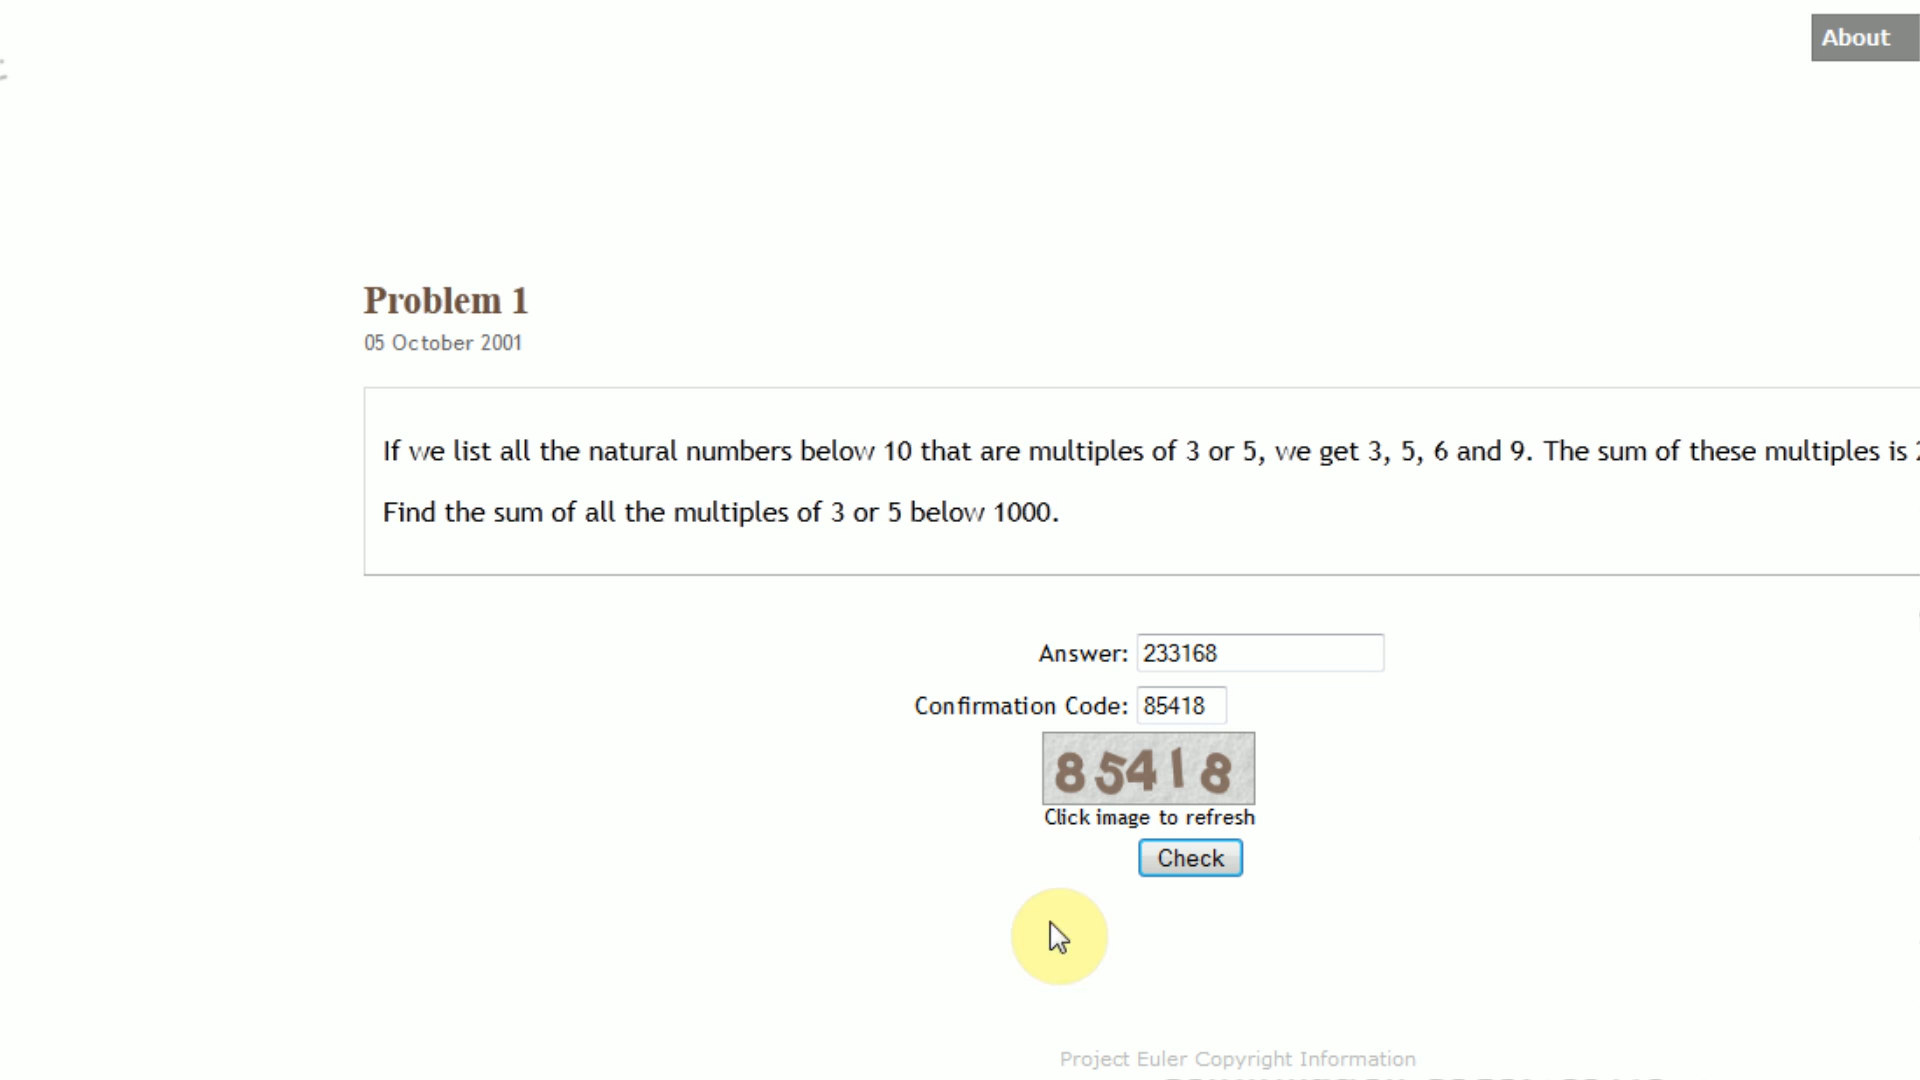 About
Problem 1
05 October 2001
If we list all the natural numbers below 10 that are multiples of 3 or 5, we get 3, 5, 6 and 9. The sum of these multiples is
Find the sum of all the multiples of 3 or 5 below 1000.
Answer: 233168
Confirmation Code: 85418
85418
Click image to refresh
Check
Project Euler Copyright Information